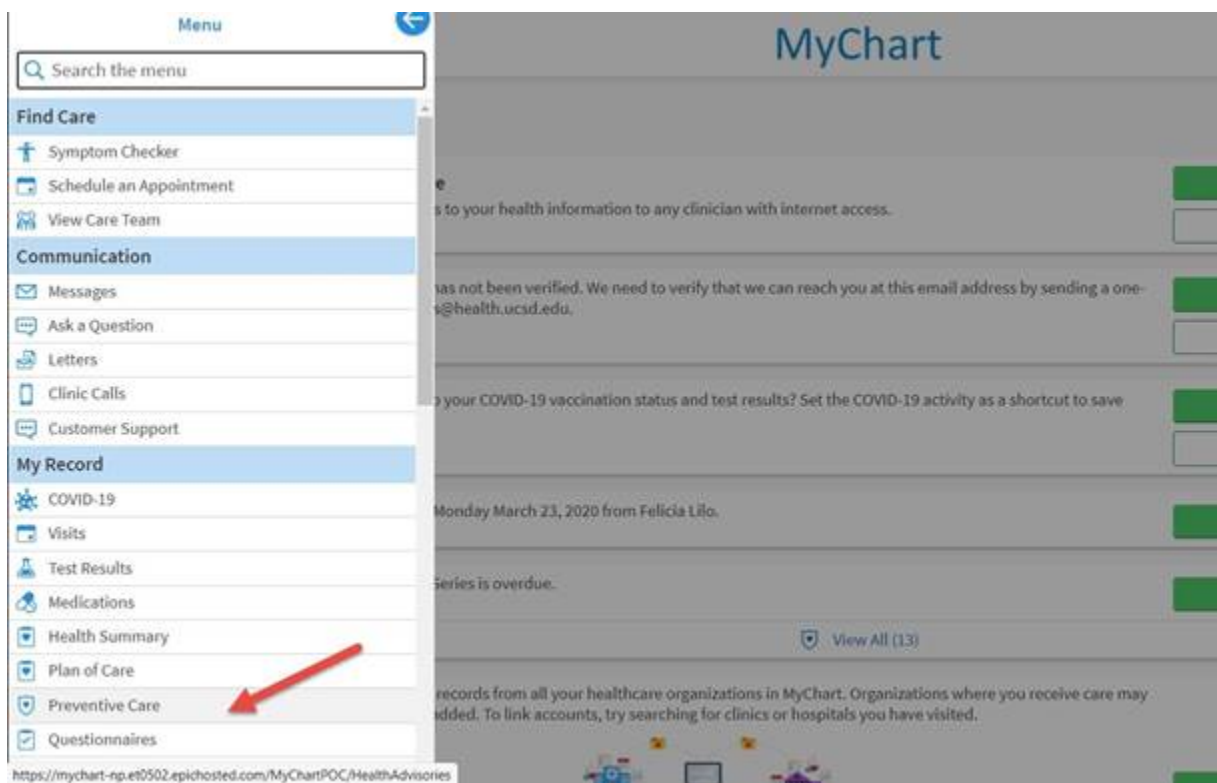 Menu
Search the menu
Find Care
Symptom Checker
Schedule an Appointment
View Care Team
Communication
Messages
Ask a Question
Letters
Clinic Calls
Customer Support
My Record
COVID-19
Visits
Test Results
Medications
Health Summary
Plan of Care
Preventive Care
Questionnaires
https://mychart-np.et0502.epichosted.com/MyChartPOC/HealthAdvisories
MyChart
e
s to your health information to any clinician with internet access.
has not been verified. We need to verify that we can reach you at this email address by sending a one-
s@health.ucsd.edu.
o your COVID-19 vaccination status and test results? Set the COVID-19 activity as a shortcut to save
Monday March 23, 2020 from Felicia Lilo.
Series is overdue.
View All (13)
records from all your healthcare organizations in MyChart. Organizations where you receive care may
added. To link accounts, try searching for clinics or hospitals you have visited.